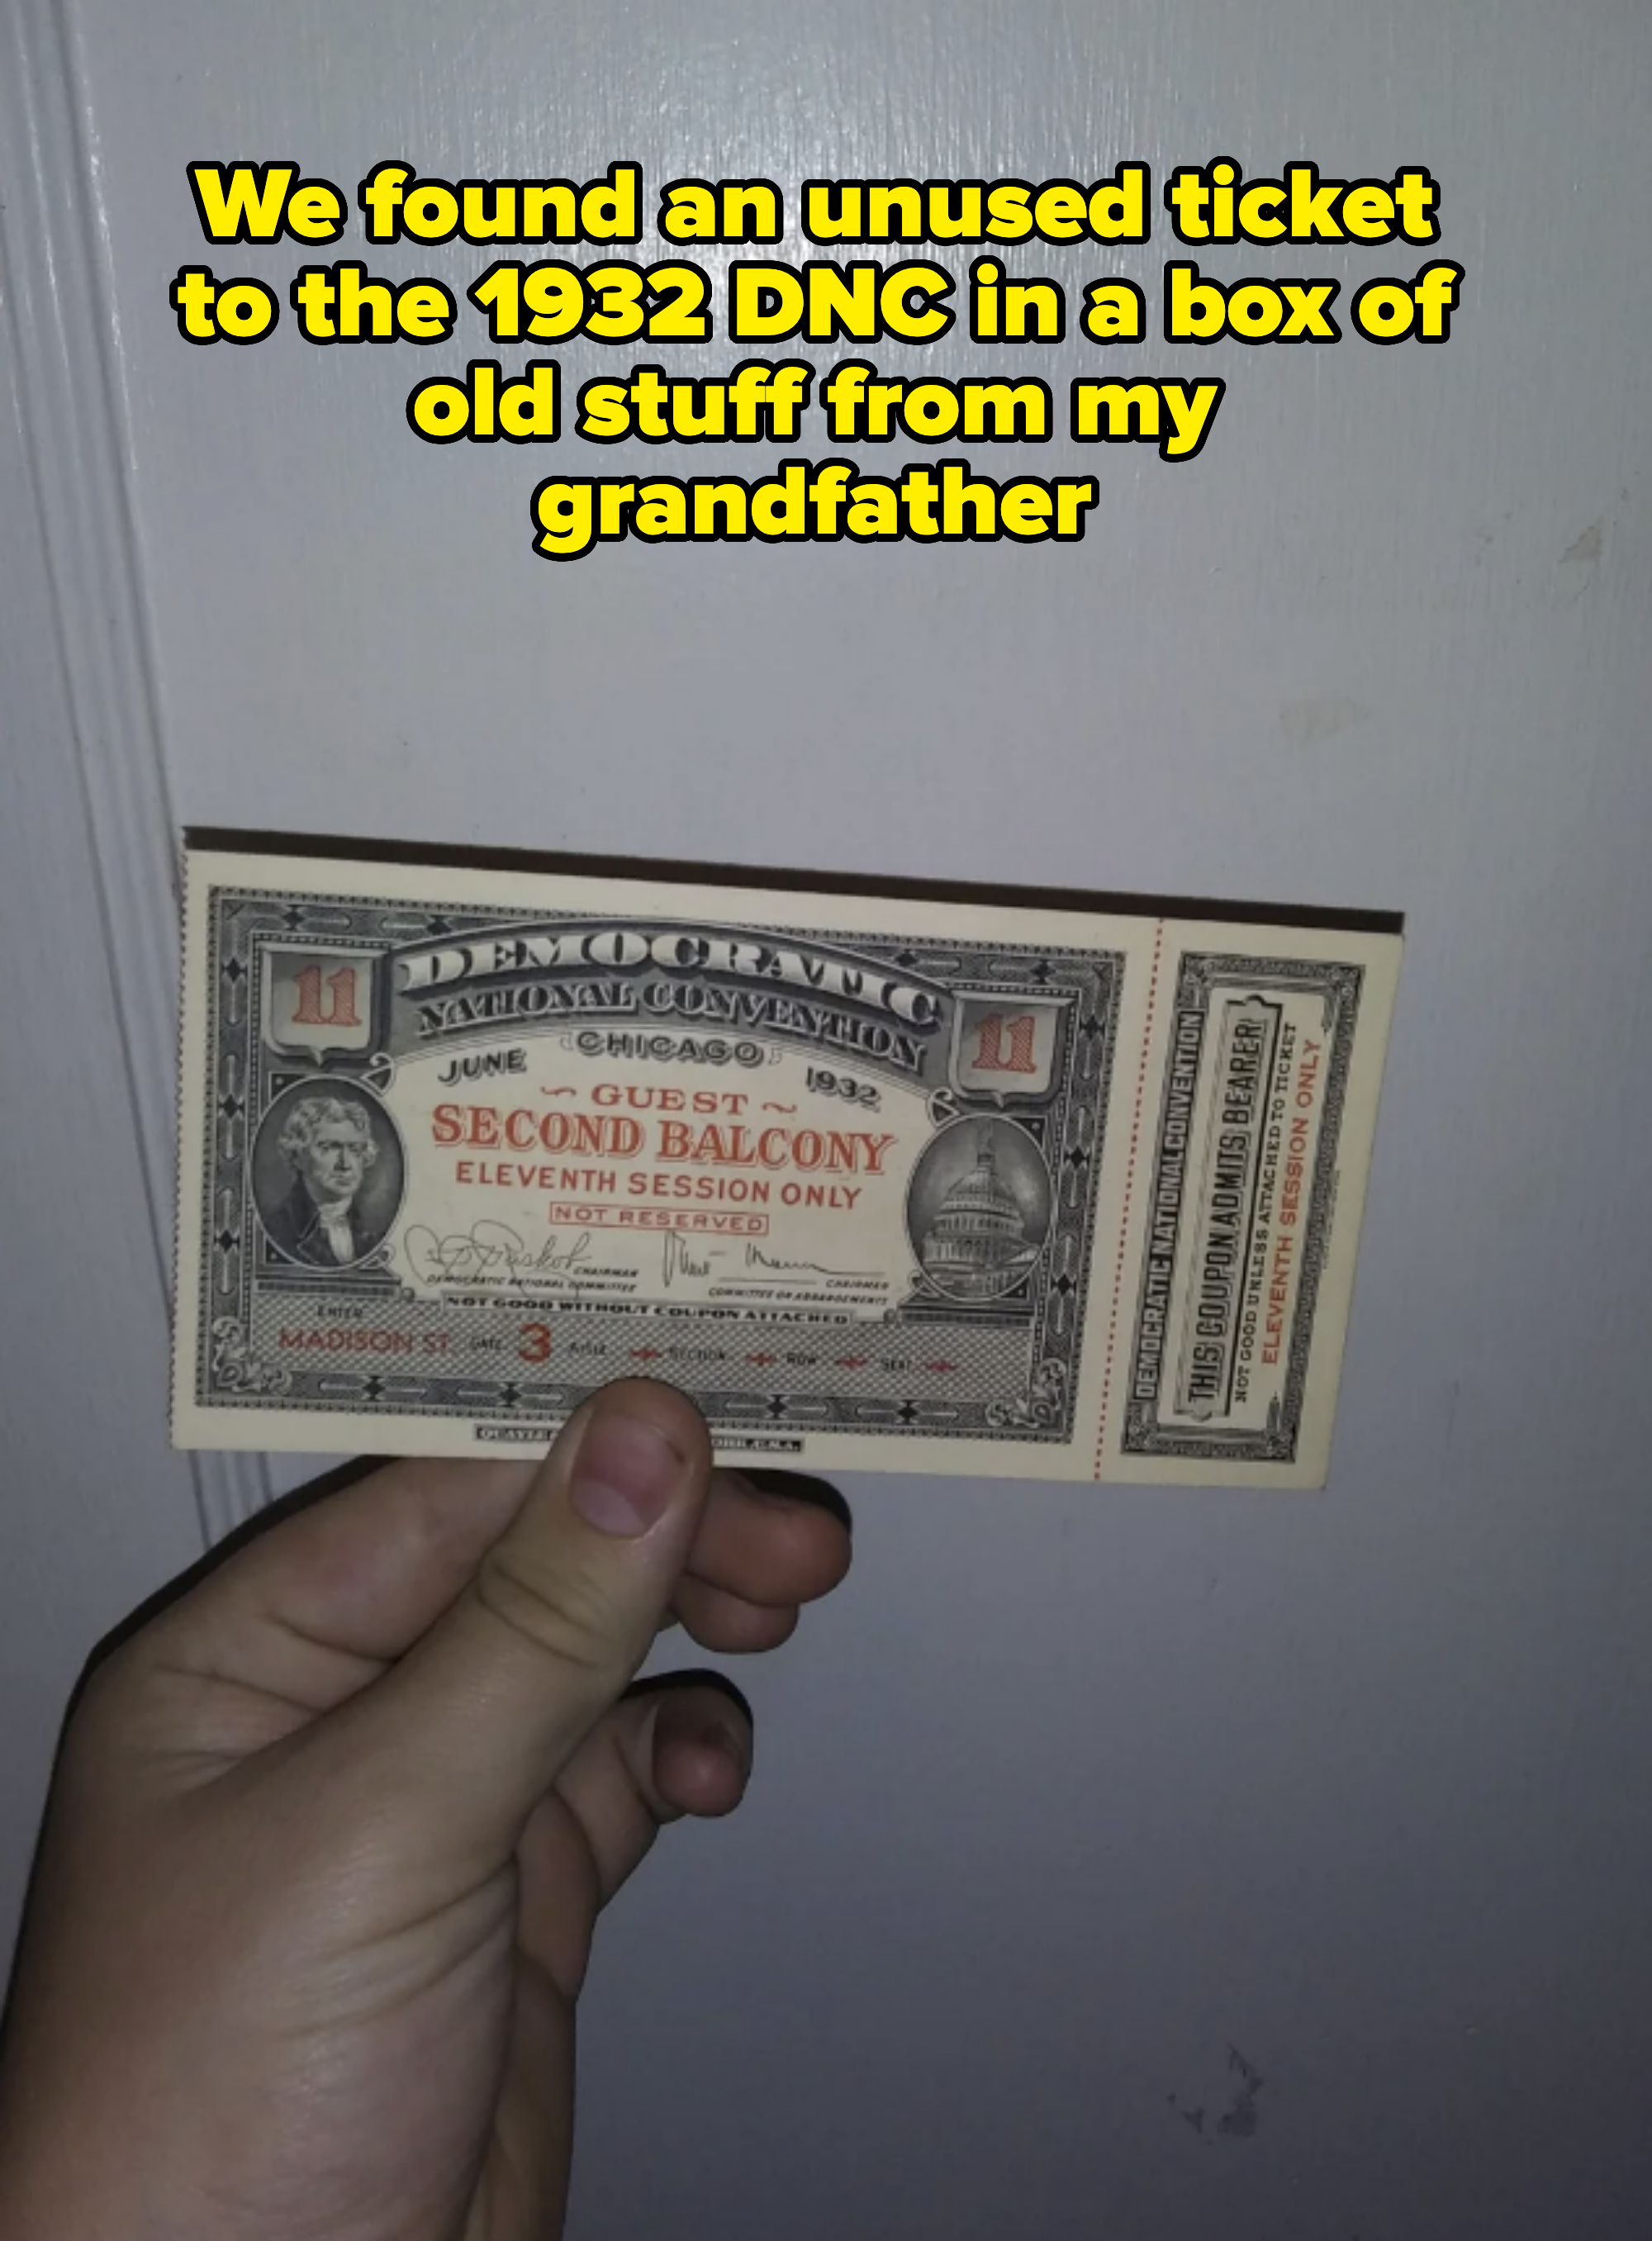 We found an unused ticket
to the 1932 DNC in a box of
old stuff from my
grandfather
11
DEMOCRATIC
11
NATIONAL CONVENTION
CHICAGO
JUNE
1932
GUEST
SECOND BALCONY
ELEVENTH SESSION ONLY
NOT RESERVED
CHAIRMAN
DEMOCRATIC NATIONAL COMMITTEE
CHAIRMAN
COMMITTEE ON ARRANGEMENTS
NOT GOOD WITHOUT COUPON ATTACHED
ENTER
MADISON ST. GATE 3 AISLE SECTION ROW SEAT
DEMOCRATIC NATIONAL CONVENTION
THIS COUPON ADMITS BEARER
NOT GOOD UNLESS ATTACHED TO TICKET
ELEVENTH SESSION ONLY